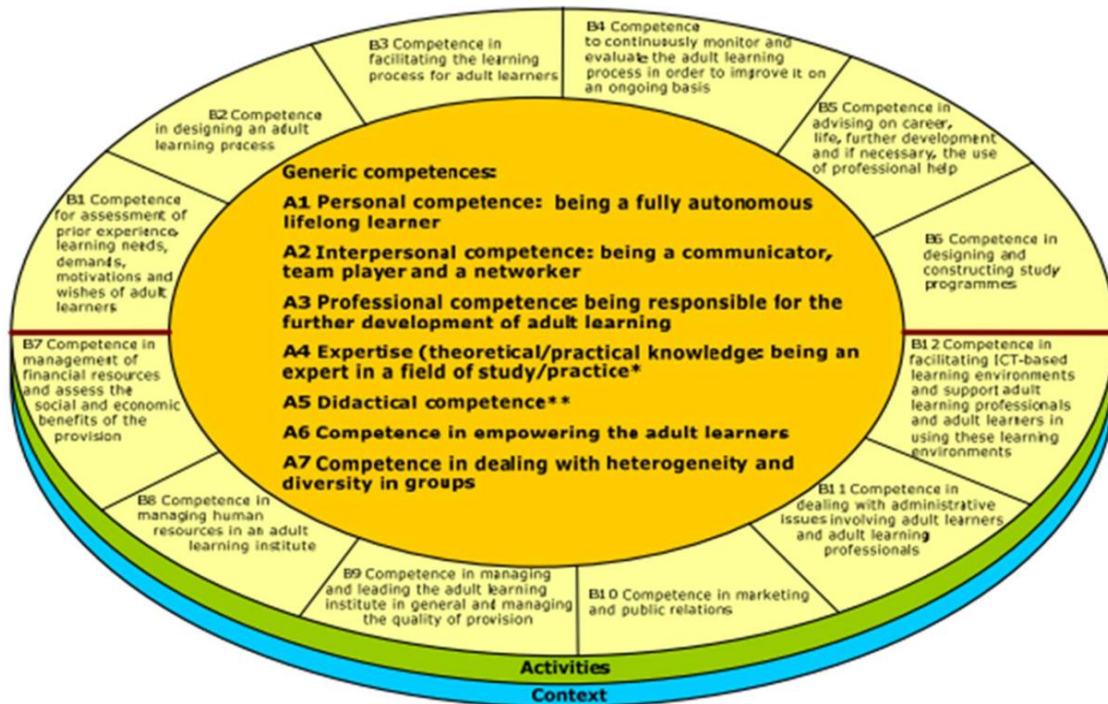 B4 Competence
to continuously monitor and
evaluate the adult learning
process in order to improve it on
an ongoing basis
B3 Competence in
facilitating the learning
process for adult learners
B2 Competence
in designing an adult
learning process
B5 Competence in
advising on career,
life, further development
and if necessary, the use
of professional help
B1 Competence
for assessment of
prior experience,
learning needs,
demands,
motivations and
wishes of adult
learners
B6 Competence in
designing and
constructing study
programmes
Generic competences:
A1 Personal competence: being a fully autonomous
lifelong learner
A2 Interpersonal competence: being a communicator,
team player and a networker
A3 Professional competence: being responsible for the
further development of adult learning
A4 Expertise (theoretical/practical knowledge: being an
expert in a field of study/practice*
A5 Didactical competence**
A6 Competence in empowering the adult learners
A7 Competence in dealing with heterogeneity and
diversity in groups
B7 Competence in
management of
financial resources
and assess the
social and economic
benefits of the
provision
B12 Competence in
facilitating ICT-based
learning environments
and support adult
learning professionals
and adult learners in
using these learning
environments
B8 Competence in
managing human
resources in an adult
learning institute
B11 Competence in
dealing with administrative
issues involving adult learners
and adult learning
professionals
B9 Competence in managing
and leading the adult learning
institute in general and managing
the quality of provision
B10 Competence in marketing
and public relations
Activities
Context